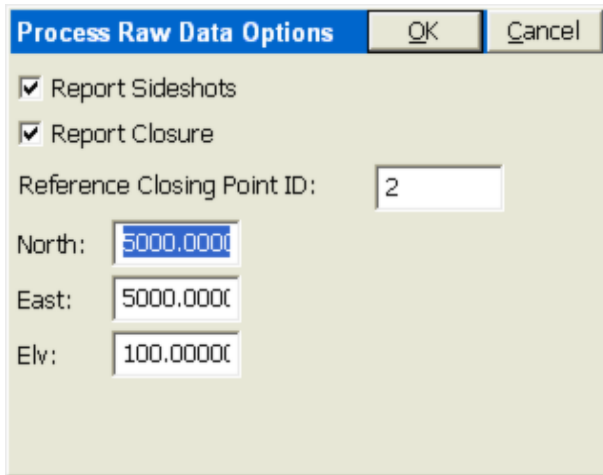 Process Raw Data Options OK Cancel
Report Sideshots
Report Closure
Reference Closing Point ID: 2
North: 5000.0000
East: 5000.0000
Elv: 100.00000